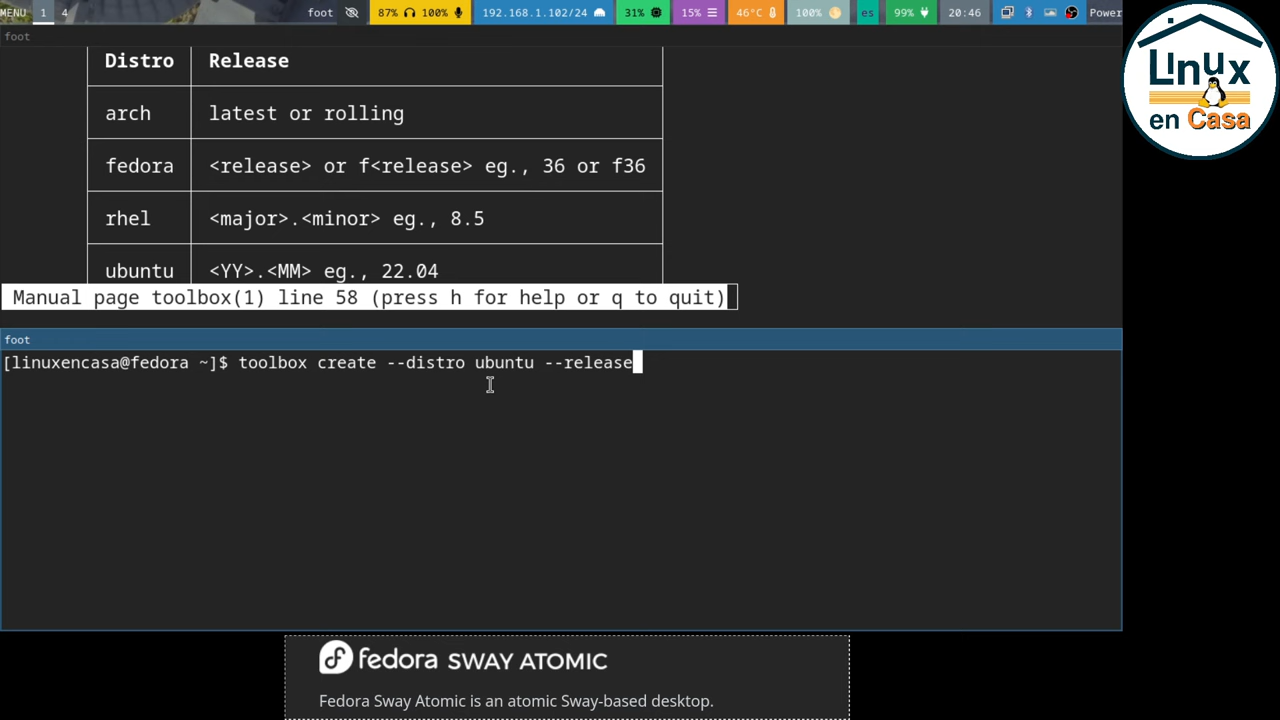 MENU 1 4 foot 87% 100% 192.168.1.102/24 31% 15% 46°C 100% es 99% 20:46 Power
foot
Distro Release
arch latest or rolling
fedora <release> or f<release> eg., 36 or f36
rhel <major>.<minor> eg., 8.5
ubuntu <YY>.<MM> eg., 22.04
Manual page toolbox(1) line 58 (press h for help or q to quit)
foot
[linuxencasa@fedora ~]$ toolbox create --distro ubuntu --release
fedora SWAY ATOMIC
Fedora Sway Atomic is an atomic Sway-based desktop.
Linux
en Casa